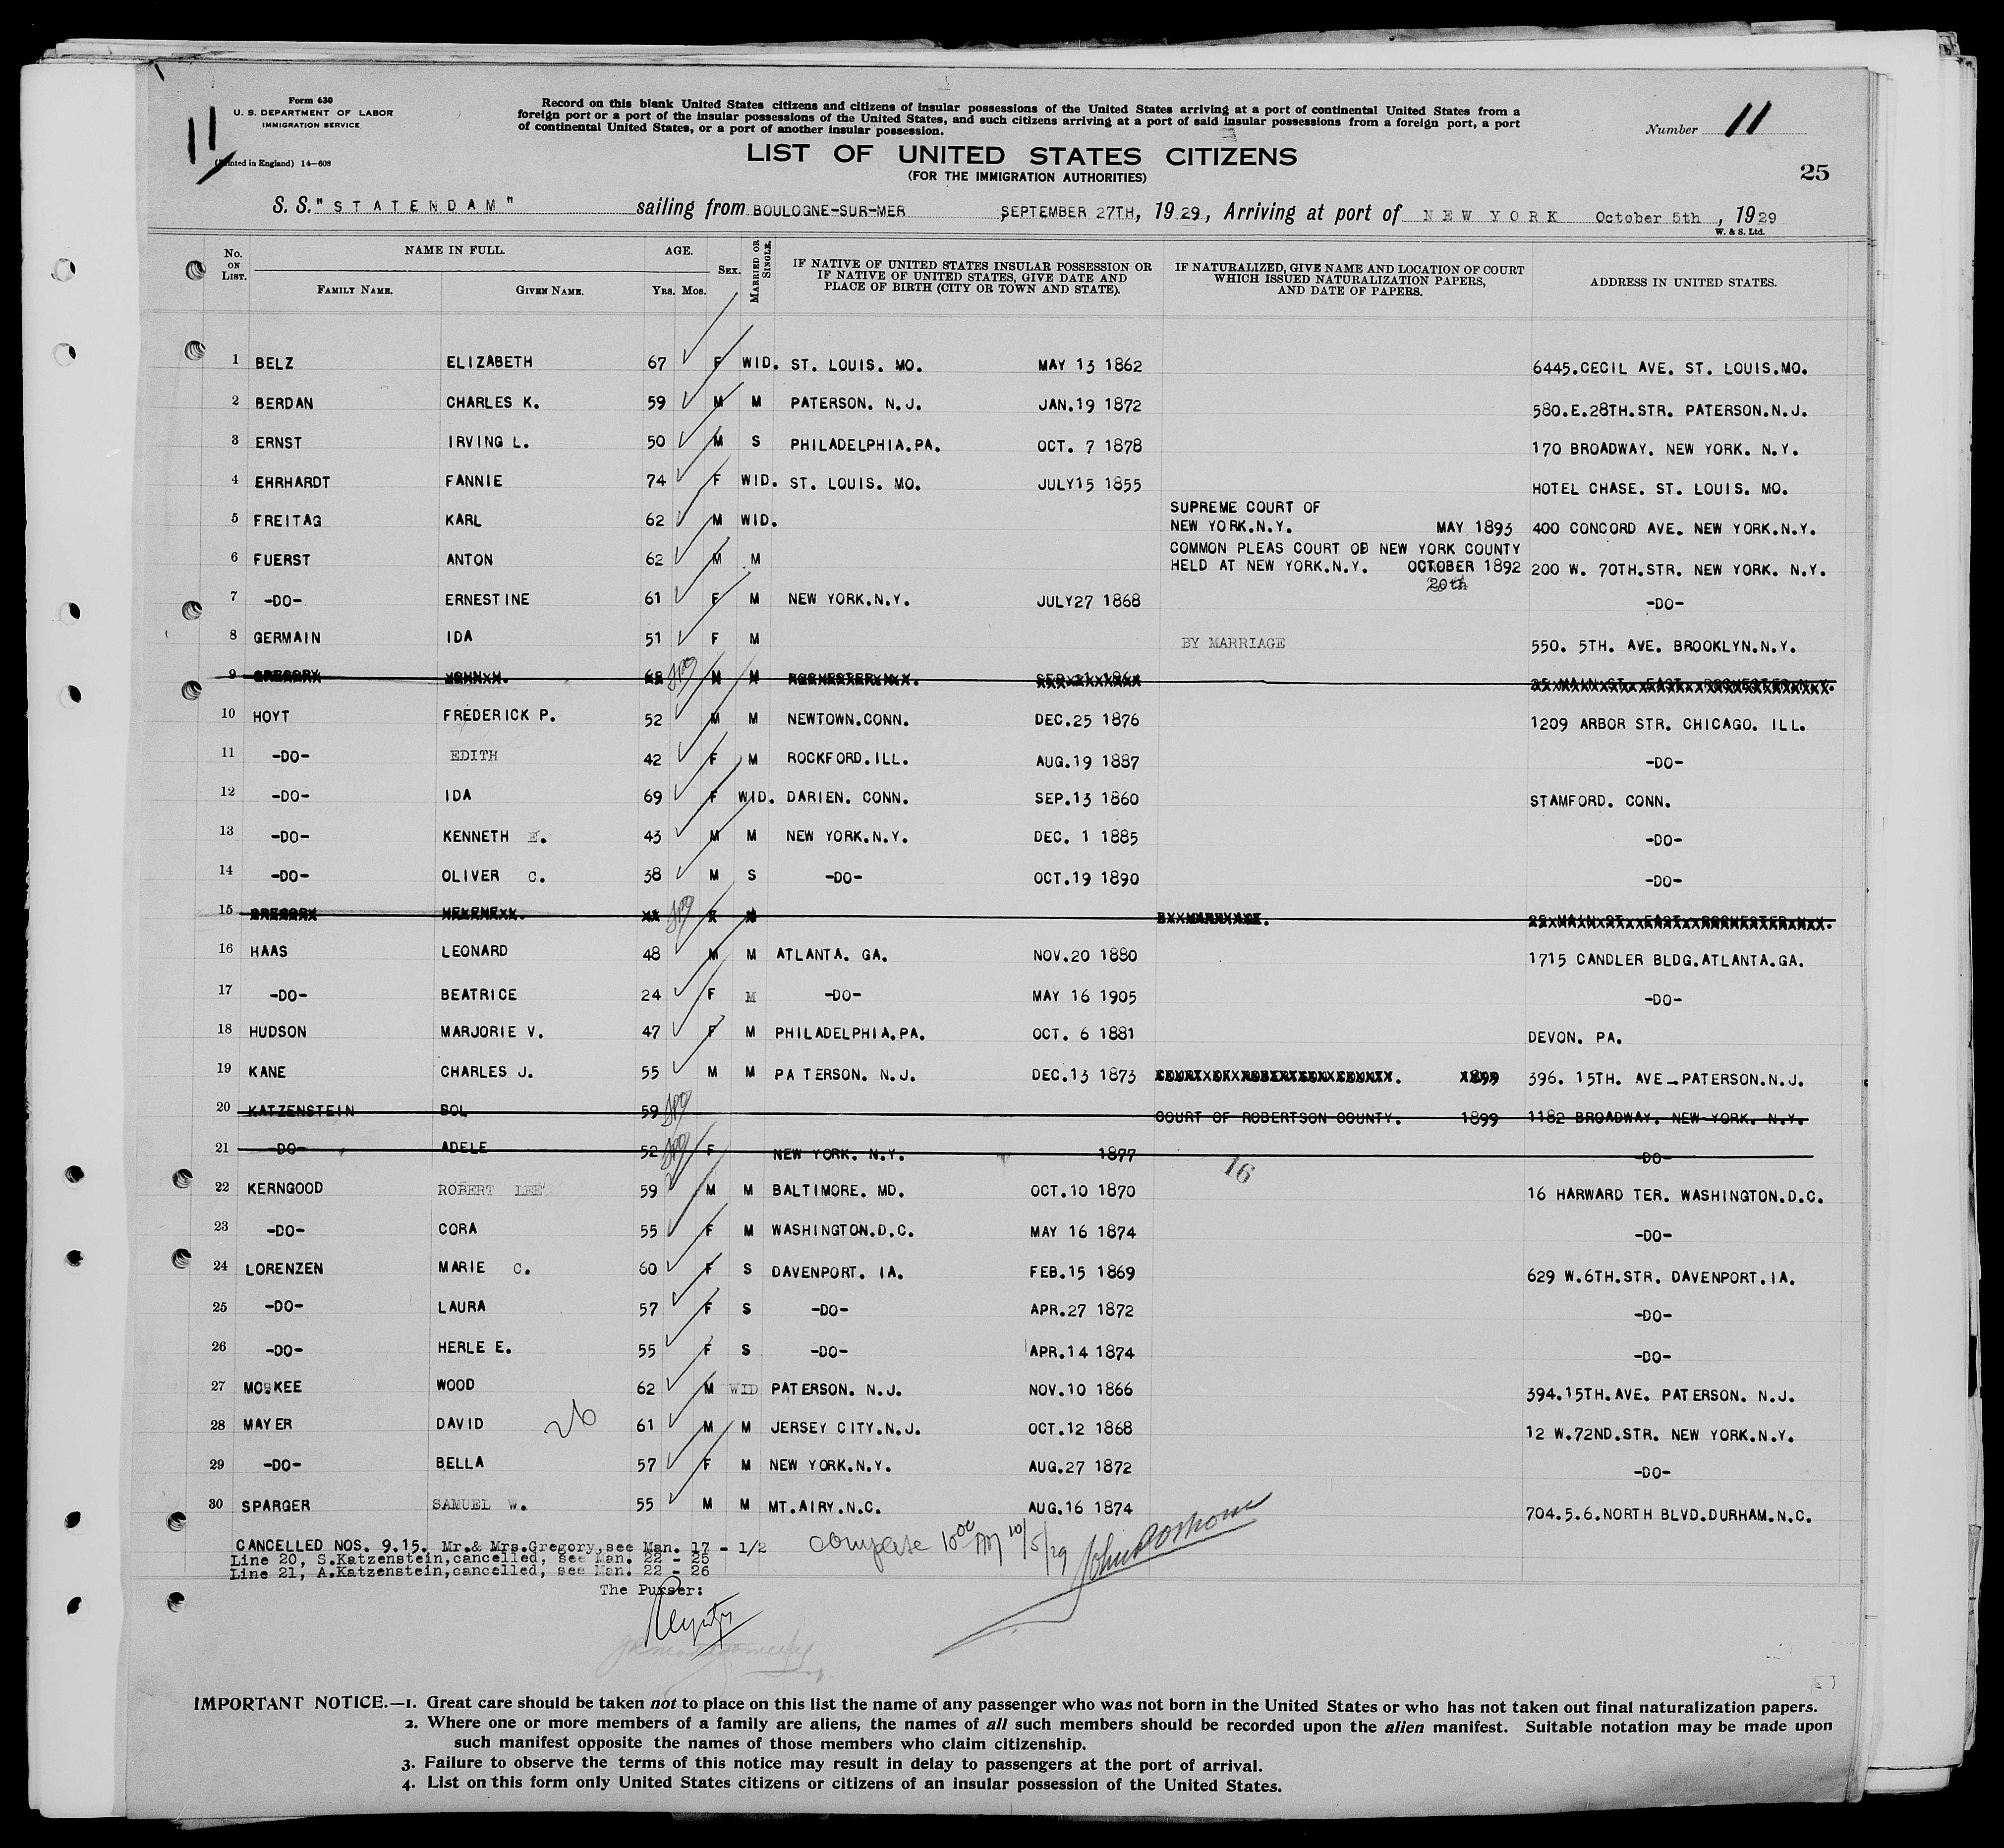 Form 630
U. S. DEPARTMENT OF LABOR
IMMIGRATION SERVICE
(Printed in England) 14—608
11
Record on this blank United States citizens and citizens of insular possessions of the United States arriving at a port of continental United States from a
foreign port or a port of the insular possessions of the United States, and such citizens arriving at a port of said insular possessions from a foreign port, a port
of continental United States, or a port of another insular possession.
Number 11
LIST OF UNITED STATES CITIZENS
(FOR THE IMMIGRATION AUTHORITIES)
25
S. S. "STATENDAM" sailing from BOULOGNE-SUR-MER SEPTEMBER 27TH, 1929, Arriving at port of NEW YORK October 5th, 1929
W. & S. Ltd.
No. ON LIST. NAME IN FULL. AGE. SEX. MARRIED OR SINGLE. IF NATIVE OF UNITED STATES INSULAR POSSESSION OR IF NATIVE OF UNITED STATES, GIVE DATE AND PLACE OF BIRTH (CITY OR TOWN AND STATE). IF NATURALIZED, GIVE NAME AND LOCATION OF COURT WHICH ISSUED NATURALIZATION PAPERS, AND DATE OF PAPERS. ADDRESS IN UNITED STATES.
FAMILY NAME. GIVEN NAME. YRS. MOS.
1 BELZ ELIZABETH 67 F WID. ST. LOUIS. MO. MAY 13 1862 6445.CECIL AVE. ST. LOUIS.MO.
2 BERDAN CHARLES K. 59 M M PATERSON. N.J. JAN.19 1872 580.E.28TH.STR. PATERSON.N.J.
3 ERNST IRVING L. 50 M S PHILADELPHIA.PA. OCT. 7 1878 170 BROADWAY. NEW YORK. N.Y.
4 EHRHARDT FANNIE 74 F WID. ST. LOUIS. MO. JULY15 1855 HOTEL CHASE. ST. LOUIS. MO.
5 FREITAG KARL 62 M WID. SUPREME COURT OF NEW YORK.N.Y. MAY 1893 400 CONCORD AVE. NEW YORK.N.Y.
6 FUERST ANTON 62 M M COMMON PLEAS COURT OF NEW YORK COUNTY HELD AT NEW YORK.N.Y. OCTOBER 1892 20th 200 W. 70TH.STR. NEW YORK. N.Y.
7 -DO- ERNESTINE 61 F M NEW YORK.N.Y. JULY27 1868 -DO-
8 GERMAIN IDA 51 F M BY MARRIAGE 550. 5TH. AVE. BROOKLYN.N.Y.
9 GREGORY M M 25 MAIN ST. EAST. ROCHESTER.N.Y.
10 HOYT FREDERICK P. 52 M M NEWTOWN.CONN. DEC.25 1876 1209 ARBOR STR. CHICAGO. ILL.
11 -DO- EDITH 42 F M ROCKFORD.ILL. AUG.19 1887 -DO-
12 -DO- IDA 69 F WID. DARIEN. CONN. SEP.13 1860 STAMFORD. CONN.
13 -DO- KENNETH E. 43 M M NEW YORK.N.Y. DEC. 1 1885 -DO-
14 -DO- OLIVER C. 38 M S -DO- OCT.19 1890 -DO-
15 GREGORY 25 MAIN ST. EAST. ROCHESTER.N.Y.
16 HAAS LEONARD 48 M M ATLANTA. GA. NOV.20 1880 1715 CANDLER BLDG.ATLANTA.GA.
17 -DO- BEATRICE 24 F M -DO- MAY 16 1905 -DO-
18 HUDSON MARJORIE V. 47 F M PHILADELPHIA.PA. OCT. 6 1881 DEVON. PA.
19 KANE CHARLES J. 55 M M PATERSON. N.J. DEC.13 1873 396. 15TH. AVE-PATERSON.N.J.
20 KATZENSTEIN SOL 59 COURT OF ROBERTSON COUNTY. 1899 1182 BROADWAY. NEW YORK. N.Y.
21 -DO- ADELE 52 F NEW YORK. N.Y. 1877 -DO-
16
22 KERNGOOD ROBERT LEE 59 M M BALTIMORE. MD. OCT.10 1870 16 HARWARD TER. WASHINGTON.D.C.
23 -DO- CORA 55 F M WASHINGTON.D.C. MAY 16 1874 -DO-
24 LORENZEN MARIE C. 60 F S DAVENPORT. IA. FEB.15 1869 629 W.6TH.STR. DAVENPORT.IA.
25 -DO- LAURA 57 F S -DO- APR.27 1872 -DO-
26 -DO- HERLE E. 55 F S -DO- APR.14 1874 -DO-
27 MCKEE WOOD 62 M WID PATERSON. N.J. NOV.10 1866 394.15TH.AVE. PATERSON. N.J.
28 MAYER DAVID 26 61 M M JERSEY CITY.N.J. OCT.12 1868 12 W.72ND.STR. NEW YORK.N.Y.
29 -DO- BELLA 57 F M NEW YORK.N.Y. AUG.27 1872 -DO-
30 SPARGER SAMUEL W. 55 M M MT.AIRY.N.C. AUG.16 1874 704.5.6.NORTH BLVD.DURHAM.N.C.
CANCELLED NOS. 9.15. Mr.& Mrs.Gregory,see Man. 17 - 1/2
Line 20, S.Katzenstein,cancelled, see Man. 22 - 25
Line 21, A.Katzenstein,cancelled, see Man. 22 - 26
10/5/29
The Purser:
IMPORTANT NOTICE.—1. Great care should be taken not to place on this list the name of any passenger who was not born in the United States or who has not taken out final naturalization papers.
2. Where one or more members of a family are aliens, the names of all such members should be recorded upon the alien manifest. Suitable notation may be made upon
such manifest opposite the names of those members who claim citizenship.
3. Failure to observe the terms of this notice may result in delay to passengers at the port of arrival.
4. List on this form only United States citizens or citizens of an insular possession of the United States.